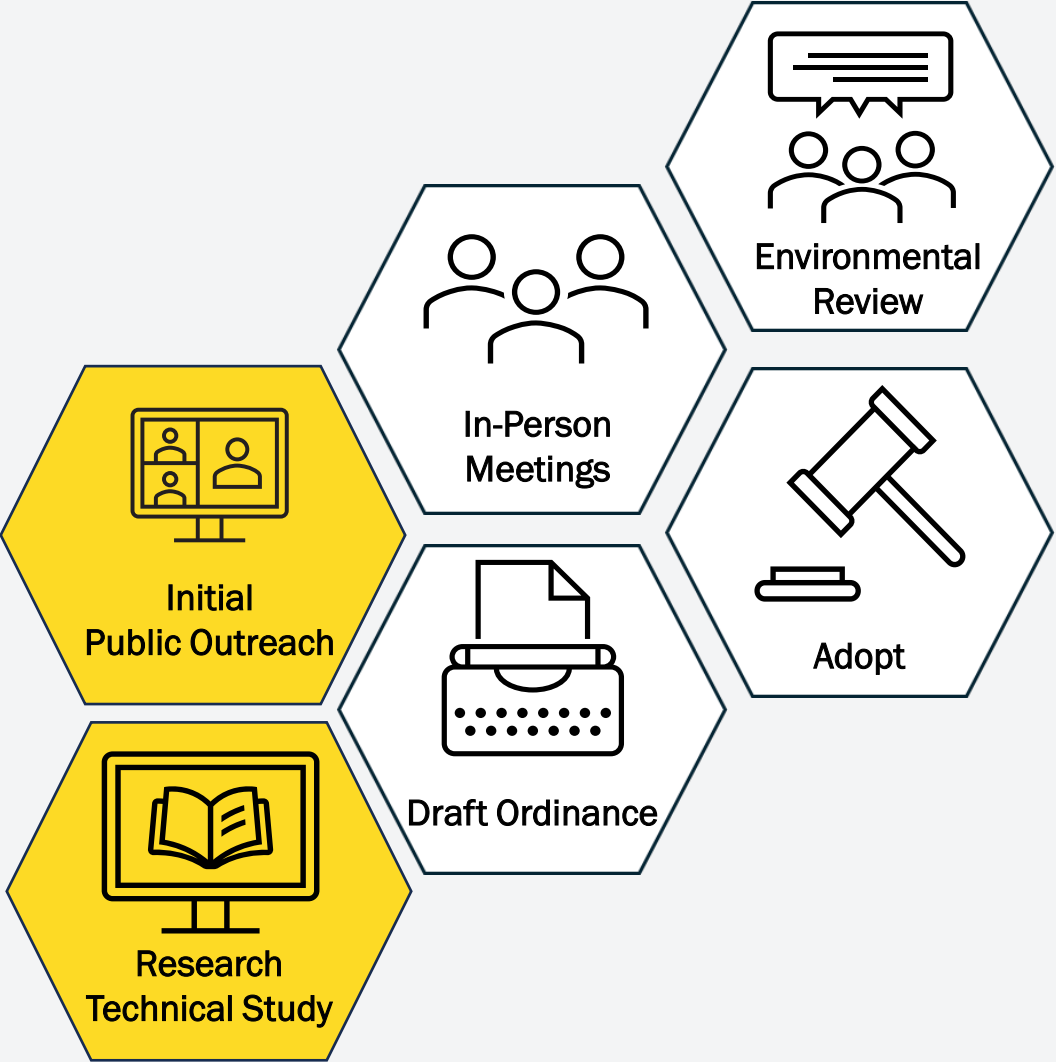 Environmental
Review
In-Person
Meetings
Initial
Public Outreach
Adopt
Draft Ordinance
Research
Technical Study